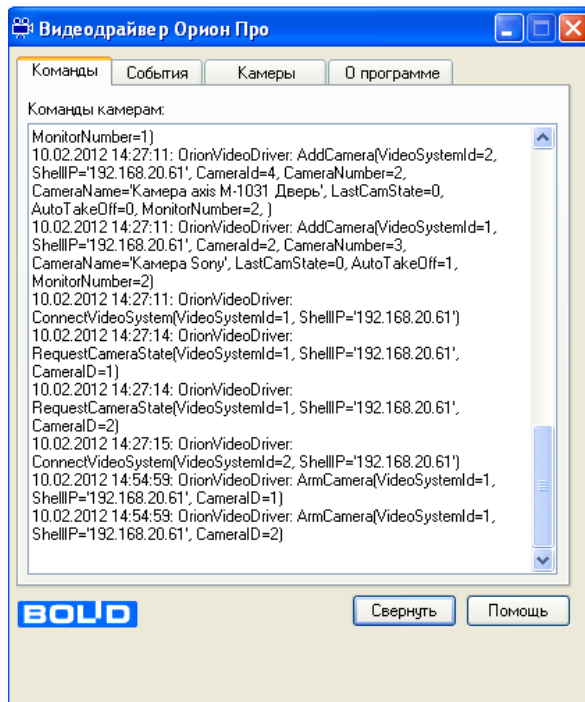 Видеодрайвер Орион Про
Команды
События
Камеры
О программе
Команды камерам:
MonitorNumber=1)
10.02.2012 14:27:11: OrionVideoDriver: AddCamera(VideoSystemId=2,
ShellIP='192.168.20.61', CameraId=4, CameraNumber=2,
CameraName='Камера axis M-1031 Дверь', LastCamState=0,
AutoTakeOff=0, MonitorNumber=2, )
10.02.2012 14:27:11: OrionVideoDriver: AddCamera(VideoSystemId=1,
ShellIP='192.168.20.61', CameraId=2, CameraNumber=3,
CameraName='Камера Sony', LastCamState=0, AutoTakeOff=1,
MonitorNumber=2)
10.02.2012 14:27:11: OrionVideoDriver:
ConnectVideoSystem(VideoSystemId=1, ShellIP='192.168.20.61')
10.02.2012 14:27:14: OrionVideoDriver:
RequestCameraState(VideoSystemId=1, ShellIP='192.168.20.61',
CameraID=1)
10.02.2012 14:27:14: OrionVideoDriver:
RequestCameraState(VideoSystemId=1, ShellIP='192.168.20.61',
CameraID=2)
10.02.2012 14:27:15: OrionVideoDriver:
ConnectVideoSystem(VideoSystemId=2, ShellIP='192.168.20.61')
10.02.2012 14:54:59: OrionVideoDriver: ArmCamera(VideoSystemId=1,
ShellIP='192.168.20.61', CameraID=1)
10.02.2012 14:54:59: OrionVideoDriver: ArmCamera(VideoSystemId=1,
ShellIP='192.168.20.61', CameraID=2)
BOLID
Свернуть
Помощь